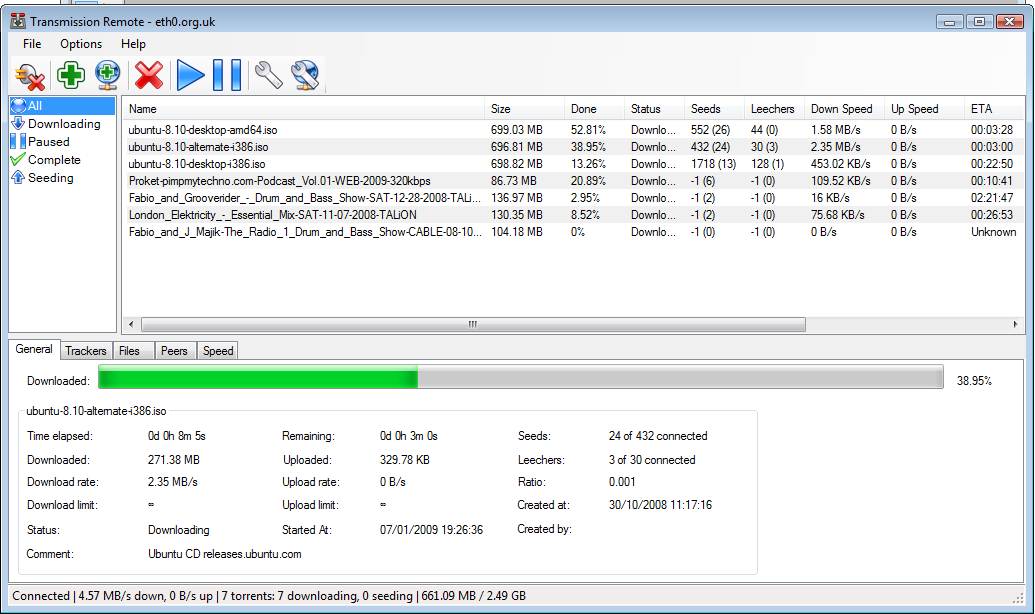 Transmission Remote - eth0.org.uk
File Options Help
All
Downloading
Paused
Complete
Seeding
Name Size Done Status Seeds Leechers Down Speed Up Speed ETA
ubuntu-8.10-desktop-amd64.iso 699.03 MB 52.81% Downlo... 552 (26) 44 (0) 1.58 MB/s 0 B/s 00:03:28
ubuntu-8.10-alternate-i386.iso 696.81 MB 38.95% Downlo... 432 (24) 30 (3) 2.35 MB/s 0 B/s 00:03:00
ubuntu-8.10-desktop-i386.iso 698.82 MB 13.26% Downlo... 1718 (13) 128 (1) 453.02 KB/s 0 B/s 00:22:50
Proket-pimpmytechno.com-Podcast_Vol.01-WEB-2009-320kbps 86.73 MB 20.89% Downlo... -1 (6) -1 (0) 109.52 KB/s 0 B/s 00:10:41
Fabio_and_Grooverider_-_Drum_and_Bass_Show-SAT-12-28-2008-TALi... 136.97 MB 2.95% Downlo... -1 (2) -1 (0) 16 KB/s 0 B/s 02:21:47
London_Elektricity_-_Essential_Mix-SAT-11-07-2008-TALiON 130.35 MB 8.52% Downlo... -1 (2) -1 (0) 75.68 KB/s 0 B/s 00:26:53
Fabio_and_J_Majik-The_Radio_1_Drum_and_Bass_Show-CABLE-08-10... 104.18 MB 0% Downlo... -1 (0) -1 (0) 0 B/s 0 B/s Unknown
General Trackers Files Peers Speed
Downloaded: 38.95%
ubuntu-8.10-alternate-i386.iso
Time elapsed: 0d 0h 8m 5s Remaining: 0d 0h 3m 0s Seeds: 24 of 432 connected
Downloaded: 271.38 MB Uploaded: 329.78 KB Leechers: 3 of 30 connected
Download rate: 2.35 MB/s Upload rate: 0 B/s Ratio: 0.001
Download limit: ∞ Upload limit: ∞ Created at: 30/10/2008 11:17:16
Status: Downloading Started At: 07/01/2009 19:26:36 Created by:
Comment: Ubuntu CD releases.ubuntu.com
Connected | 4.57 MB/s down, 0 B/s up | 7 torrents: 7 downloading, 0 seeding | 661.09 MB / 2.49 GB